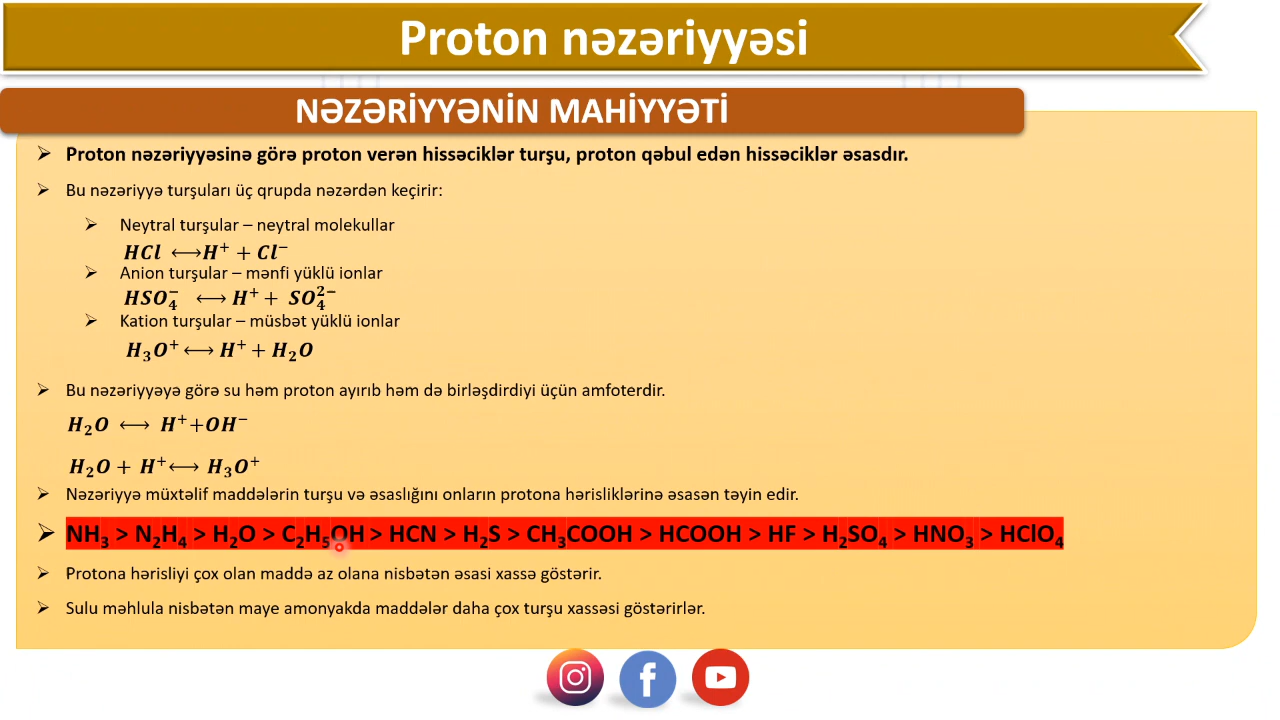 Proton nəzəriyyəsi
NƏZƏRİYYƏNİN MAHİYYƏTİ
➢ Proton nəzəriyyəsinə görə proton verən hissəciklər turşu, proton qəbul edən hissəciklər əsasdır.
➢ Bu nəzəriyyə turşuları üç qrupda nəzərdən keçirir:
➢ Neytral turşular – neytral molekullar
HCl ⟷ H⁺ + Cl⁻
➢ Anion turşular – mənfi yüklü ionlar
HSO₄⁻ ⟷ H⁺ + SO₄²⁻
➢ Kation turşular – müsbət yüklü ionlar
H₃O⁺ ⟷ H⁺ + H₂O
➢ Bu nəzəriyyəyə görə su həm proton ayırıb həm də birləşdirdiyi üçün amfoterdir.
H₂O ⟷ H⁺+OH⁻
H₂O + H⁺ ⟷ H₃O⁺
➢ Nəzəriyyə müxtəlif maddələrin turşu və əsaslığını onların protona hərisliklərinə əsasən təyin edir.
➢ NH₃ > N₂H₄ > H₂O > C₂H₅OH > HCN > H₂S > CH₃COOH > HCOOH > HF > H₂SO₄ > HNO₃ > HClO₄
➢ Protona hərisliyi çox olan maddə az olana nisbətən əsasi xassə göstərir.
➢ Sulu məhlula nisbətən maye amonyakda maddələr daha çox turşu xassəsi göstərirlər.